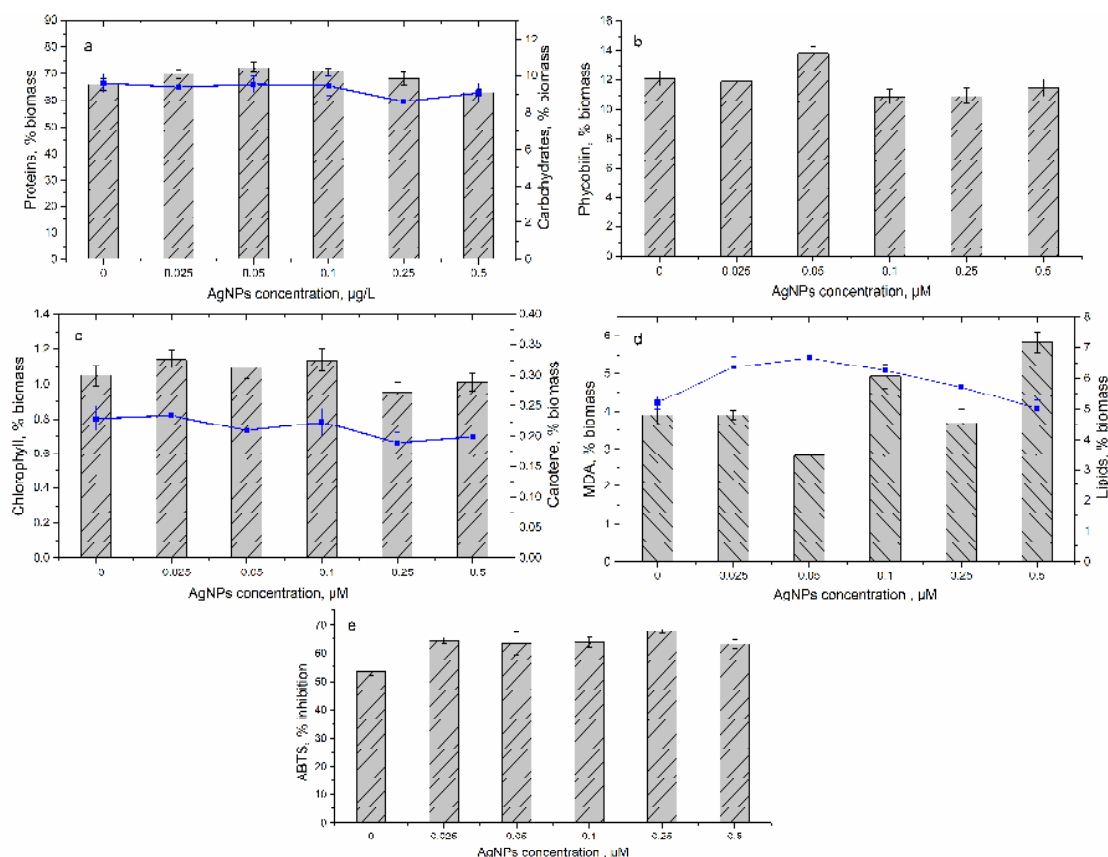 a
Proteins, % biomass
90
80
70
60
50
40
30
20
10
0
12
10
8
6
4
2
0
Carbohydrates, % biomass
0 0.025 0.05 0.1 0.25 0.5
AgNPs concentration, µg/L
b
Phycobilin, % biomass
16
14
12
10
8
6
4
2
0
0 0.025 0.05 0.1 0.25 0.5
AgNPs concentration, µM
c
Chlorophyll, % biomass
1.4
1.2
1.0
0.8
0.6
0.4
0.2
0.0
0.40
0.35
0.30
0.25
0.20
0.15
0.10
0.05
0.00
Carotere, % biomass
0 0.025 0.05 0.1 0.25 0.5
AgNPs concentration, µM
d
MDA, % biomass
6
5
4
3
2
1
0
8
7
6
5
4
3
2
1
0
Lipids, % biomass
0 0.025 0.05 0.1 0.25 0.5
AgNPs concentration , µM
e
ABTS, % inhibition
70
60
50
40
30
20
10
0
0 0.025 0.05 0.1 0.25 0.5
AgNPs concentration , µM